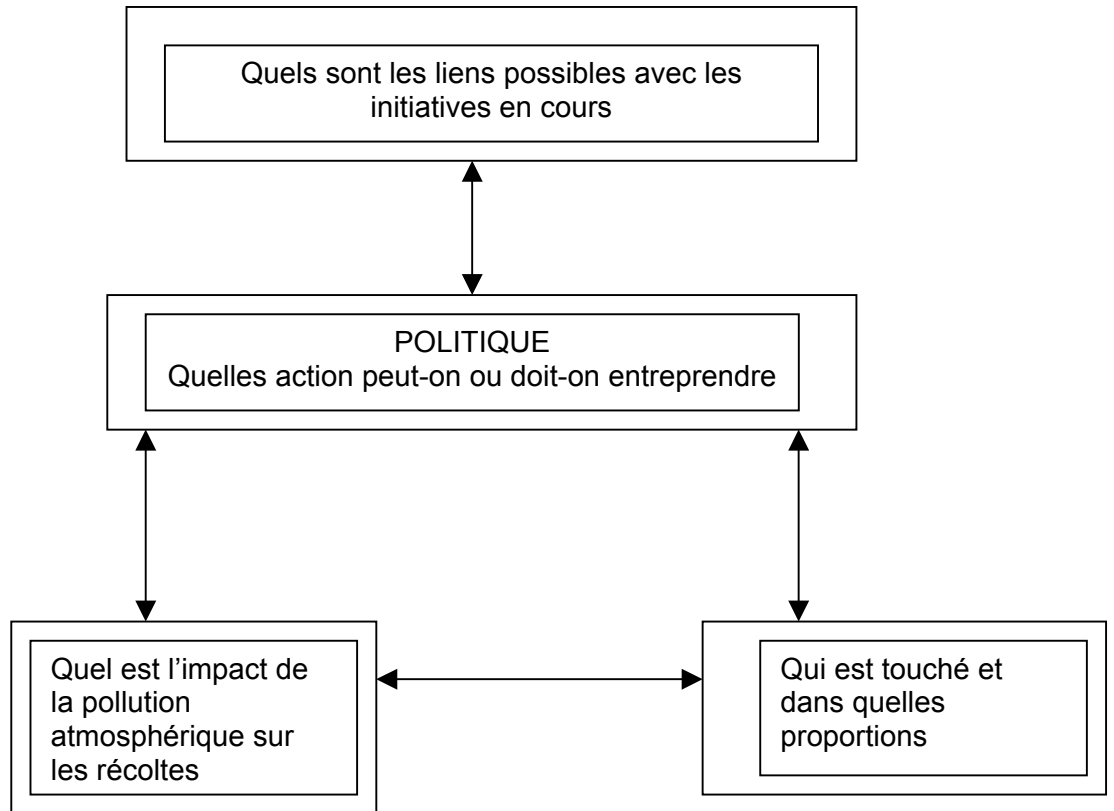 Quels sont les liens possibles avec les
initiatives en cours
POLITIQUE
Quelles action peut-on ou doit-on entreprendre
Quel est l’impact de
la pollution
atmosphérique sur
les récoltes
Qui est touché et
dans quelles
proportions